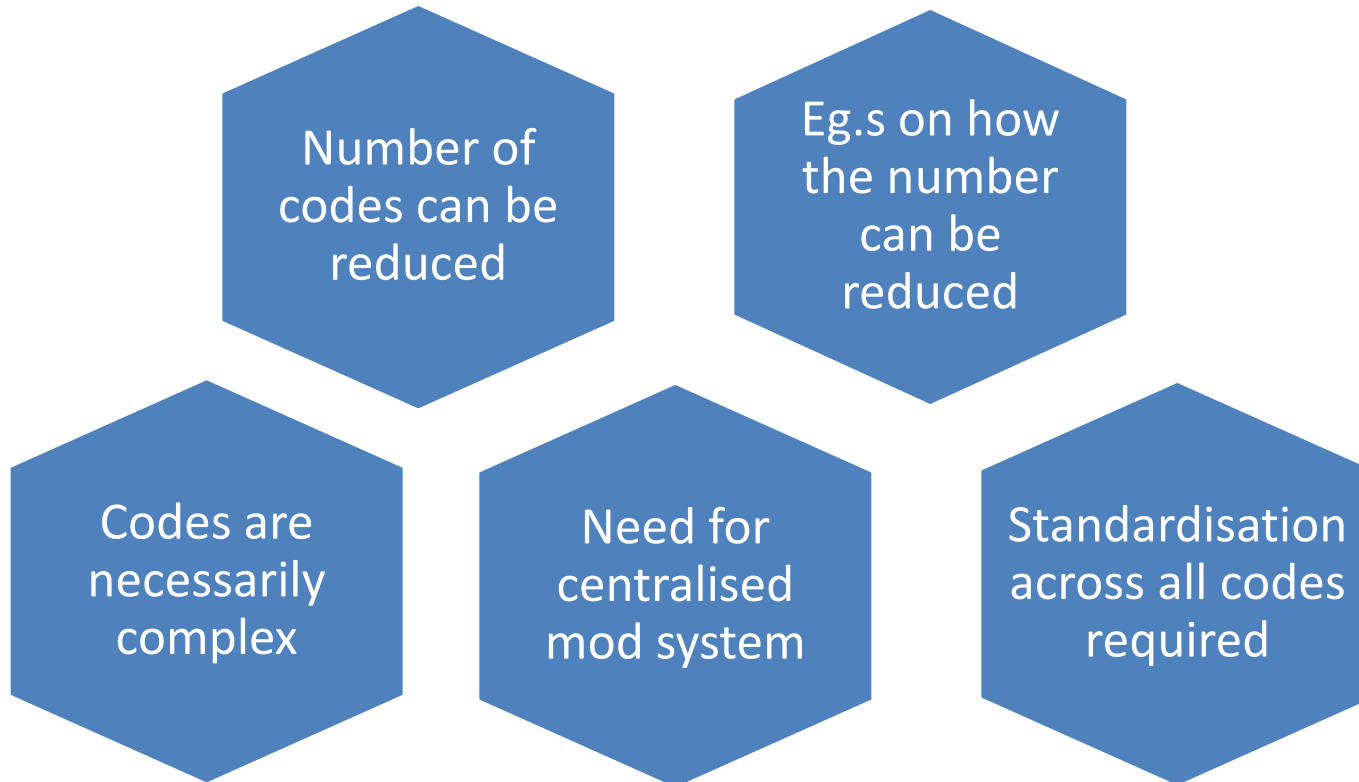 Number of
codes can be
reduced
Eg.s on how
the number
can be
reduced
Codes are
necessarily
complex
Need for
centralised
mod system
Standardisation
across all codes
required